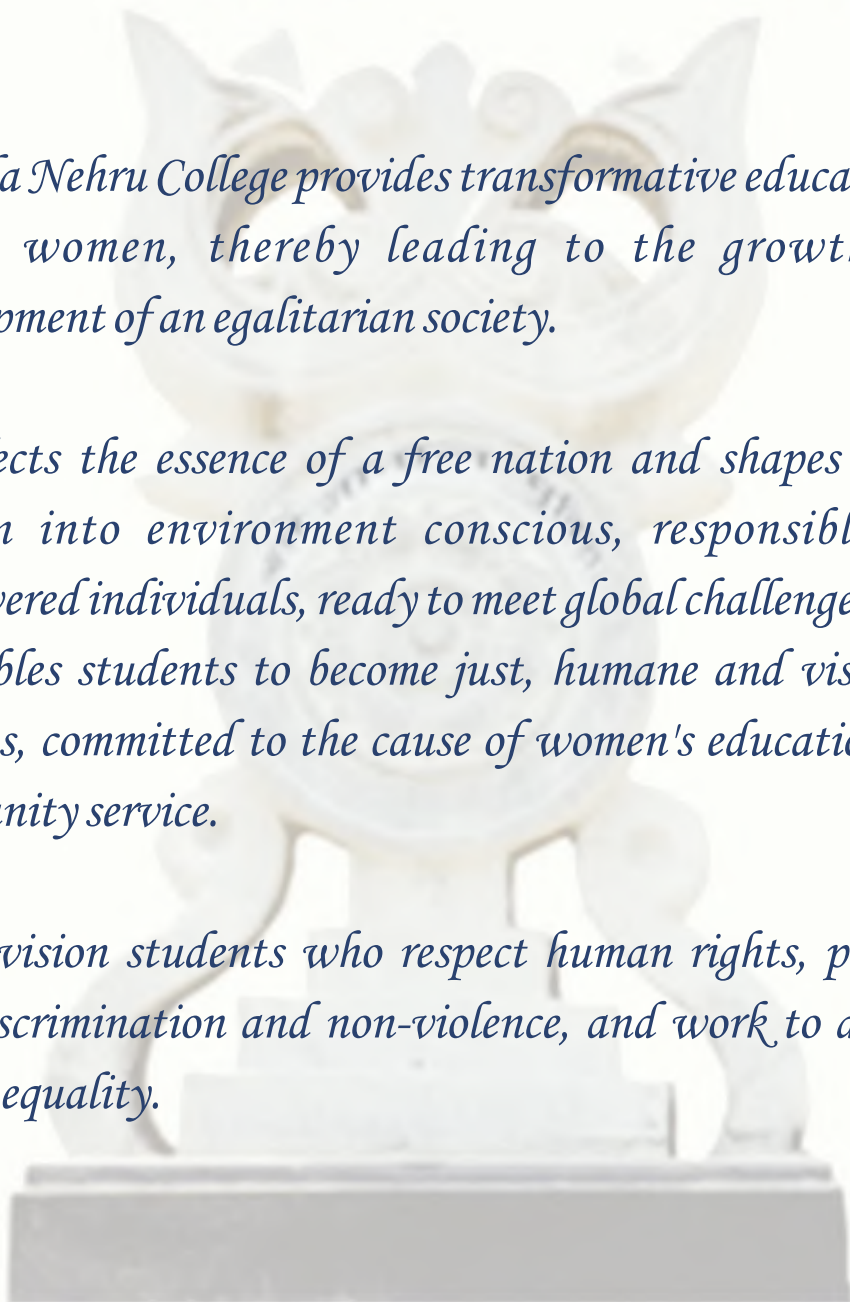 la Nehru College provides transformative educa
women, thereby leading to the growth
pment of an egalitarian society.
ects the essence of a free nation and shapes
n into environment conscious, responsibl
vered individuals, ready to meet global challenge
bles students to become just, humane and vis
s, committed to the cause of women's educatio
unity service.
vision students who respect human rights, p
scrimination and non-violence, and work to a
equality.